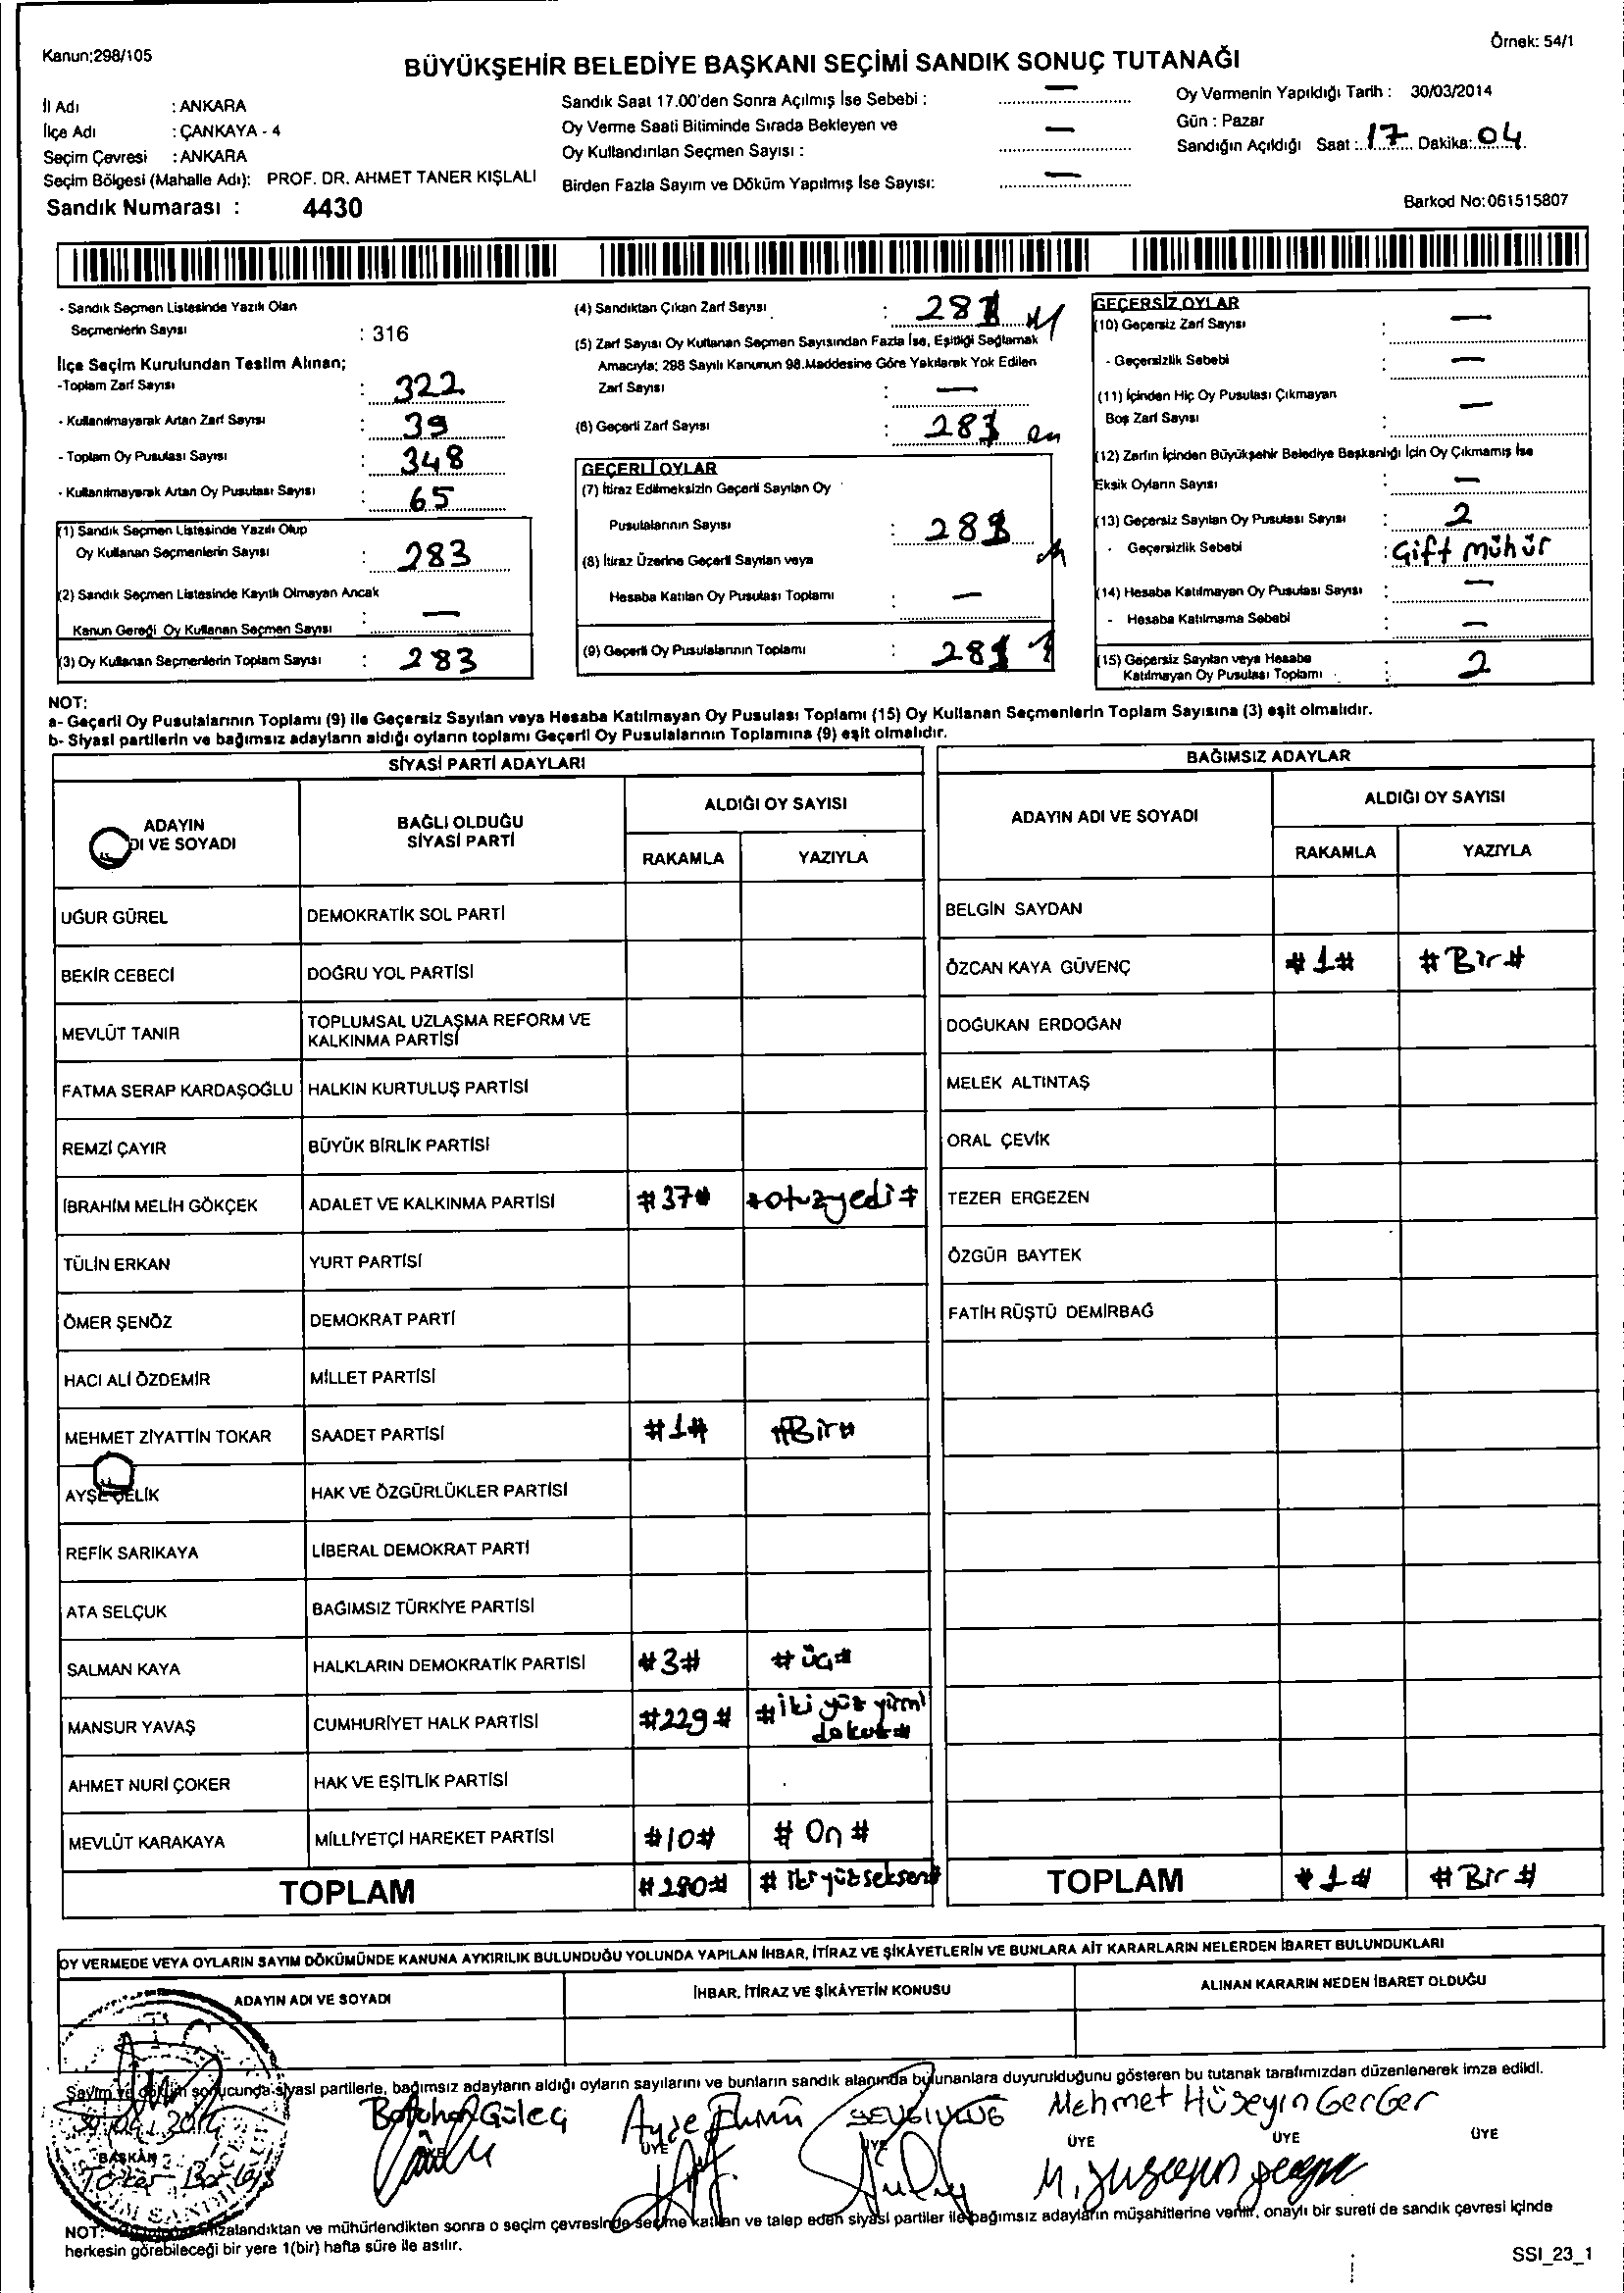 Kanun:298/105
Örnek: 54/1
BÜYÜKŞEHİR BELEDİYE BAŞKANI SEÇİMİ SANDIK SONUÇ TUTANAĞI
İl Adı : ANKARA
İlçe Adı : ÇANKAYA - 4
Seçim Çevresi : ANKARA
Seçim Bölgesi (Mahalle Adı): PROF. DR. AHMET TANER KIŞLALI
Sandık Numarası : 4430
Sandık Saat 17.00'den Sonra Açılmış İse Sebebi : —
Oy Verme Saati Bitiminde Sırada Bekleyen ve
Oy Kullandırılan Seçmen Sayısı : —
Birden Fazla Sayım ve Döküm Yapılmış İse Sayısı: —
Oy Vermenin Yapıldığı Tarih : 30/03/2014
Gün : Pazar
Sandığın Açıldığı Saat : 17 Dakika: 04
Barkod No:061515807
- Sandık Seçmen Listesinde Yazılı Olan
Seçmenlerin Sayısı : 316
İlçe Seçim Kurulundan Teslim Alınan;
-Toplam Zarf Sayısı : 322
- Kullanılmayarak Artan Zarf Sayısı : 39
- Toplam Oy Pusulası Sayısı : 348
- Kullanılmayarak Artan Oy Pusulası Sayısı : 65
(1) Sandık Seçmen Listesinde Yazılı Olup
Oy Kullanan Seçmenlerin Sayısı : 283
(2) Sandık Seçmen Listesinde Kayıtlı Olmayan Ancak
Kanun Gereği Oy Kullanan Seçmen Sayısı : —
(3) Oy Kullanan Seçmenlerin Toplam Sayısı : 283
(4) Sandıktan Çıkan Zarf Sayısı :
(5) Zarf Sayısı Oy Kullanan Seçmen Sayısından Fazla İse, Eşitliği Sağlamak
Amacıyla; 298 Sayılı Kanunun 98.Maddesine Göre Yakılarak Yok Edilen
Zarf Sayısı : —
(6) Geçerli Zarf Sayısı : 283
GEÇERLİ OYLAR
(7) İtiraz Edilmeksizin Geçerli Sayılan Oy
Pusulalarının Sayısı :
(8) İtiraz Üzerine Geçerli Sayılan veya
Hesaba Katılan Oy Pusulası Toplamı : —
(9) Geçerli Oy Pusulalarının Toplamı : 281
GEÇERSİZ OYLAR
(10) Geçersiz Zarf Sayısı : —
- Geçersizlik Sebebi : —
(11) İçinden Hiç Oy Pusulası Çıkmayan
Boş Zarf Sayısı : —
(12) Zarfın İçinden Büyükşehir Belediye Başkanlığı İçin Oy Çıkmamış İse
Eksik Oyların Sayısı : —
(13) Geçersiz Sayılan Oy Pusulası Sayısı : 2
- Geçersizlik Sebebi : Çift mühür
(14) Hesaba Katılmayan Oy Pusulası Sayısı : —
- Hesaba Katılmama Sebebi : —
(15) Geçersiz Sayılan veya Hesaba
Katılmayan Oy Pusulası Toplamı : 2
NOT:
a- Geçerli Oy Pusulalarının Toplamı (9) ile Geçersiz Sayılan veya Hesaba Katılmayan Oy Pusulası Toplamı (15) Oy Kullanan Seçmenlerin Toplam Sayısına (3) eşit olmalıdır.
b- Siyasi partilerin ve bağımsız adayların aldığı oyların toplamı Geçerli Oy Pusulalarının Toplamına (9) eşit olmalıdır.
SİYASİ PARTİ ADAYLARI
ADAYIN DI VE SOYADI
BAĞLI OLDUĞU SİYASİ PARTİ
ALDIĞI OY SAYISI
RAKAMLA YAZIYLA
UĞUR GÜREL DEMOKRATİK SOL PARTİ
BEKİR CEBECİ DOĞRU YOL PARTİSİ
MEVLÜT TANIR TOPLUMSAL UZLAŞMA REFORM VE
KALKINMA PARTİSİ
FATMA SERAP KARDAŞOĞLU HALKIN KURTULUŞ PARTİSİ
REMZİ ÇAYIR BÜYÜK BİRLİK PARTİSİ
İBRAHİM MELİH GÖKÇEK ADALET VE KALKINMA PARTİSİ #37# #otuzyedi#
TÜLİN ERKAN YURT PARTİSİ
ÖMER ŞENÖZ DEMOKRAT PARTİ
HACI ALİ ÖZDEMİR MİLLET PARTİSİ
MEHMET ZİYATTİN TOKAR SAADET PARTİSİ #1# #Bir#
AYŞE ÇELİK HAK VE ÖZGÜRLÜKLER PARTİSİ
REFİK SARIKAYA LİBERAL DEMOKRAT PARTİ
ATA SELÇUK BAĞIMSIZ TÜRKİYE PARTİSİ
SALMAN KAYA HALKLARIN DEMOKRATİK PARTİSİ #3# #üç#
MANSUR YAVAŞ CUMHURİYET HALK PARTİSİ #229# #iki yüz yirmi
dokuz#
AHMET NURİ ÇOKER HAK VE EŞİTLİK PARTİSİ
MEVLÜT KARAKAYA MİLLİYETÇİ HAREKET PARTİSİ #10# #On#
TOPLAM #280# #iki yüz seksen#
BAĞIMSIZ ADAYLAR
ADAYIN ADI VE SOYADI
ALDIĞI OY SAYISI
RAKAMLA YAZIYLA
BELGİN SAYDAN
ÖZCAN KAYA GÜVENÇ #1# #Bir#
DOĞUKAN ERDOĞAN
MELEK ALTINTAŞ
ORAL ÇEVİK
TEZER ERGEZEN
ÖZGÜR BAYTEK
FATİH RÜŞTÜ DEMİRBAĞ
TOPLAM #1# #Bir#
OY VERMEDE VEYA OYLARIN SAYIM DÖKÜMÜNDE KANUNA AYKIRILIK BULUNDUĞU YOLUNDA YAPILAN İHBAR, İTİRAZ VE ŞİKÂYETLERİN VE BUNLARA AİT KARARLARIN NELERDEN İBARET BULUNDUKLARI
ADAYIN ADI VE SOYADI
İHBAR, İTİRAZ VE ŞİKÂYETİN KONUSU
ALINAN KARARIN NEDEN İBARET OLDUĞU
Sayım ve döküm sonucunda siyasi partilerle, bağımsız adayların aldığı oyların sayılarını ve bunların sandık alanında bulunanlara duyurulduğunu gösteren bu tutanak tarafımızdan düzenlenerek imza edildi.
Güleç Ayşe Mehmet Hüseyin GerGer
BAŞKAN ÜYE ÜYE ÜYE ÜYE ÜYE
NOT: imzalandıktan ve mühürlendikten sonra o seçim çevresinde seçime katılan ve talep eden siyasi partiler ile bağımsız adayların müşahitlerine verilir, onaylı bir sureti de sandık çevresi içinde
herkesin görebileceği bir yere 1(bir) hafta süre ile asılır.
SSI_23_1